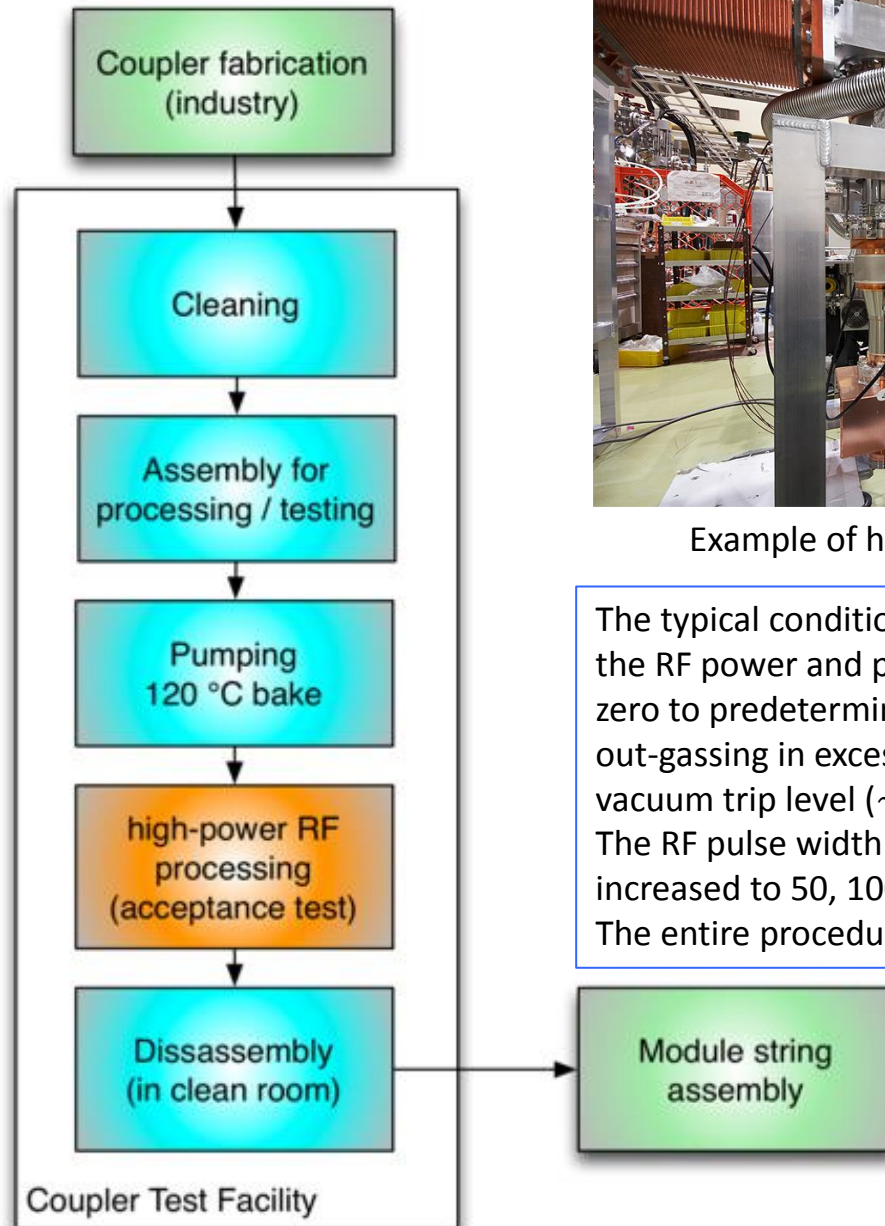 Coupler fabrication
(industry)
Cleaning
Assembly for
processing / testing
Pumping
120 °C bake
high-power RF
processing
(acceptance test)
Dissassembly
(in clean room)
Coupler Test Facility
Module string
assembly
Example of h
The typical conditio
the RF power and p
zero to predetermin
out-gassing in exces
vacuum trip level (~
The RF pulse width
increased to 50, 10
The entire procedu